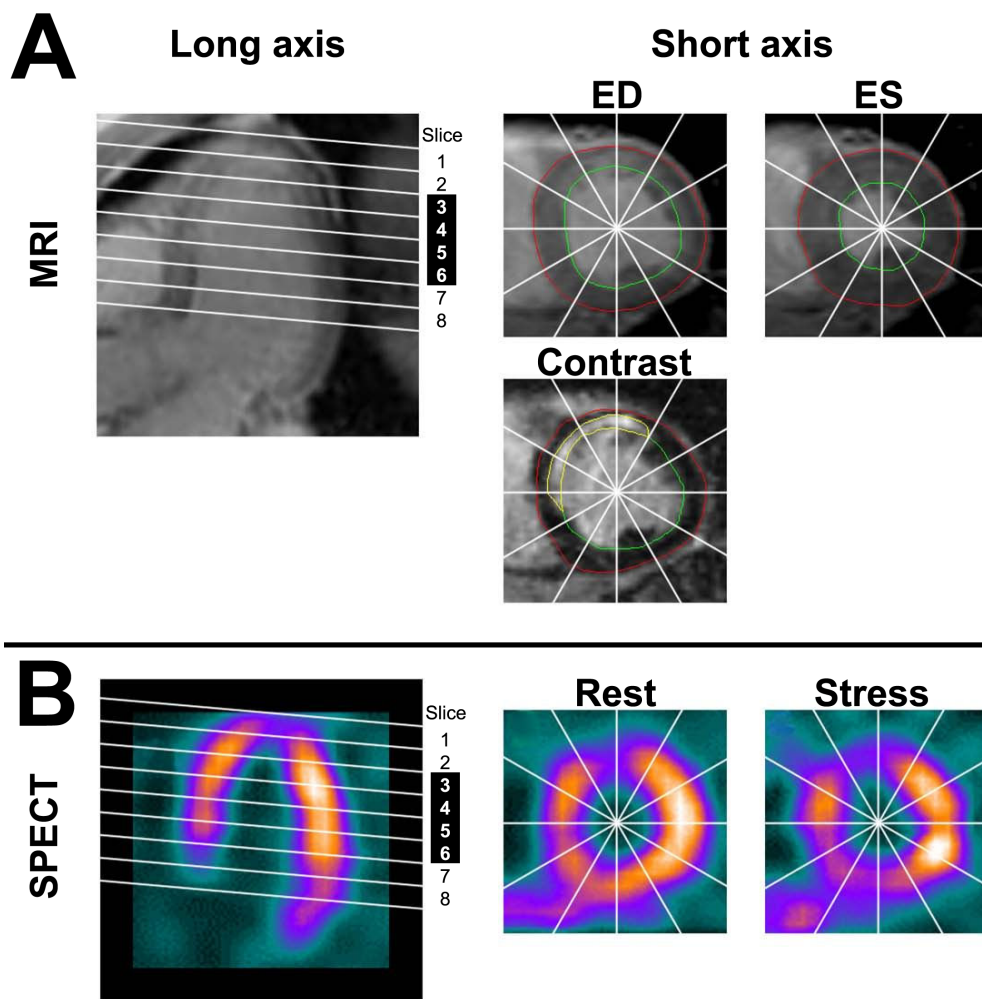 A
Long axis
Short axis
ED
ES
MRI
Slice
1
2
3
4
5
6
7
8
Contrast
B
Rest
Stress
SPECT
Slice
1
2
3
4
5
6
7
8